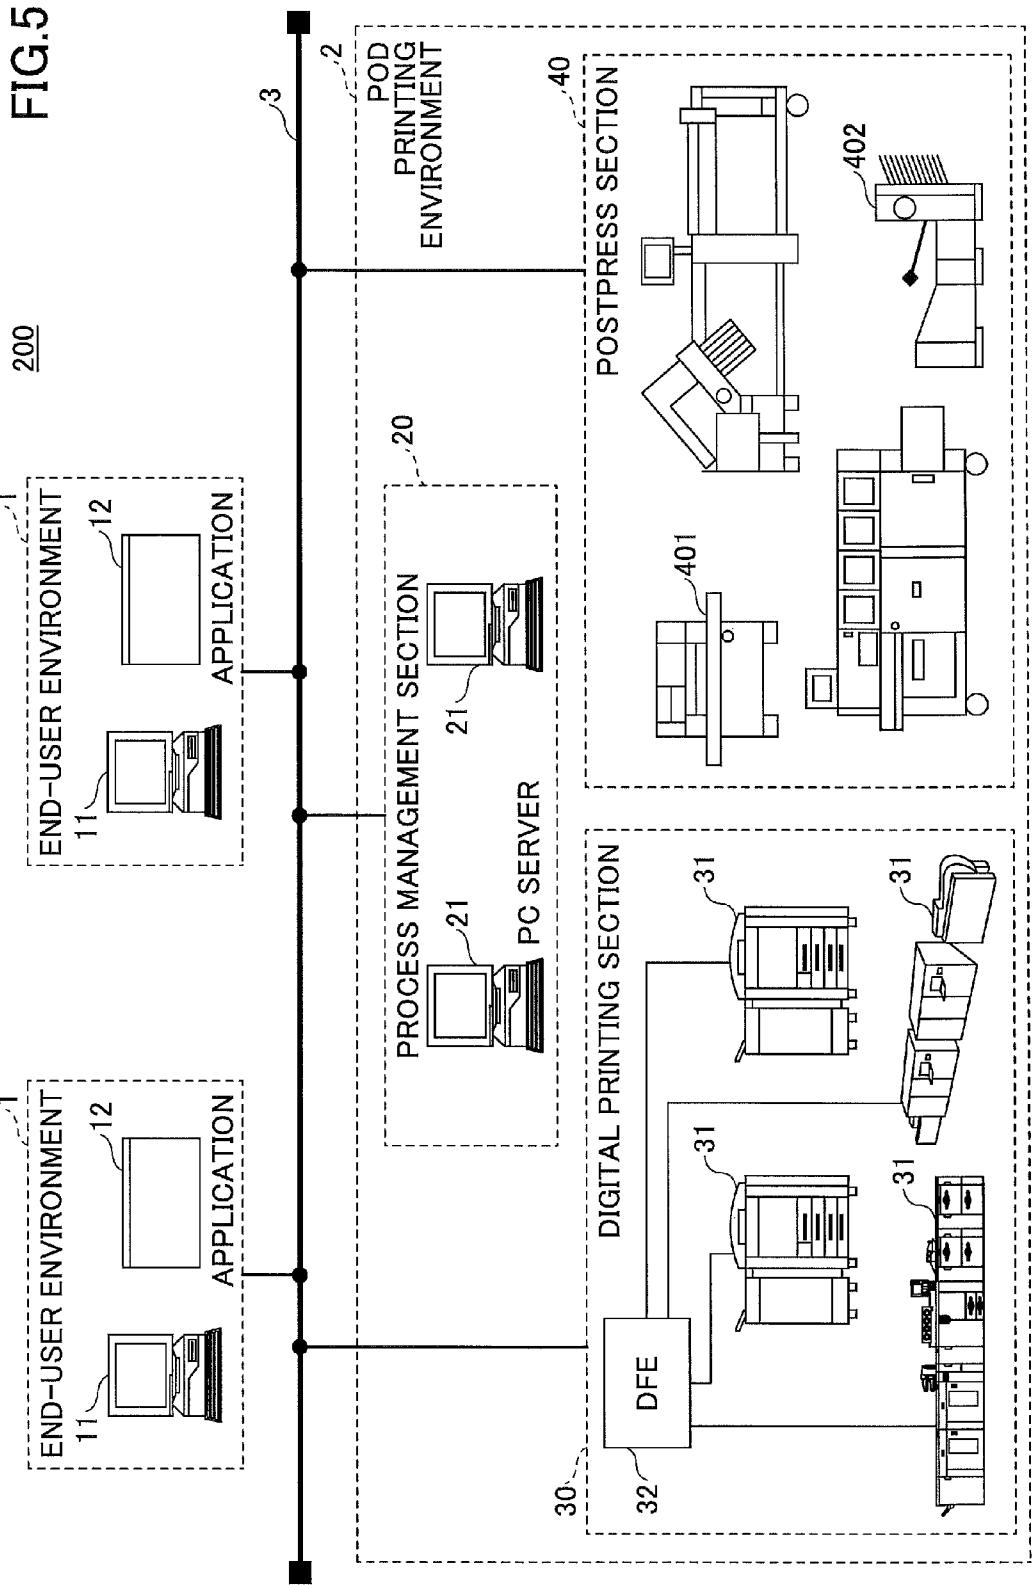 FIG.5
200
1
END-USER ENVIRONMENT
11
12
APPLICATION
1
END-USER ENVIRONMENT
11
12
APPLICATION
3
2
POD
PRINTING
ENVIRONMENT
20
PROCESS MANAGEMENT SECTION
21
21
PC SERVER
30
DIGITAL PRINTING SECTION
DFE
32
31
31
31
31
40
POSTPRESS SECTION
401
402